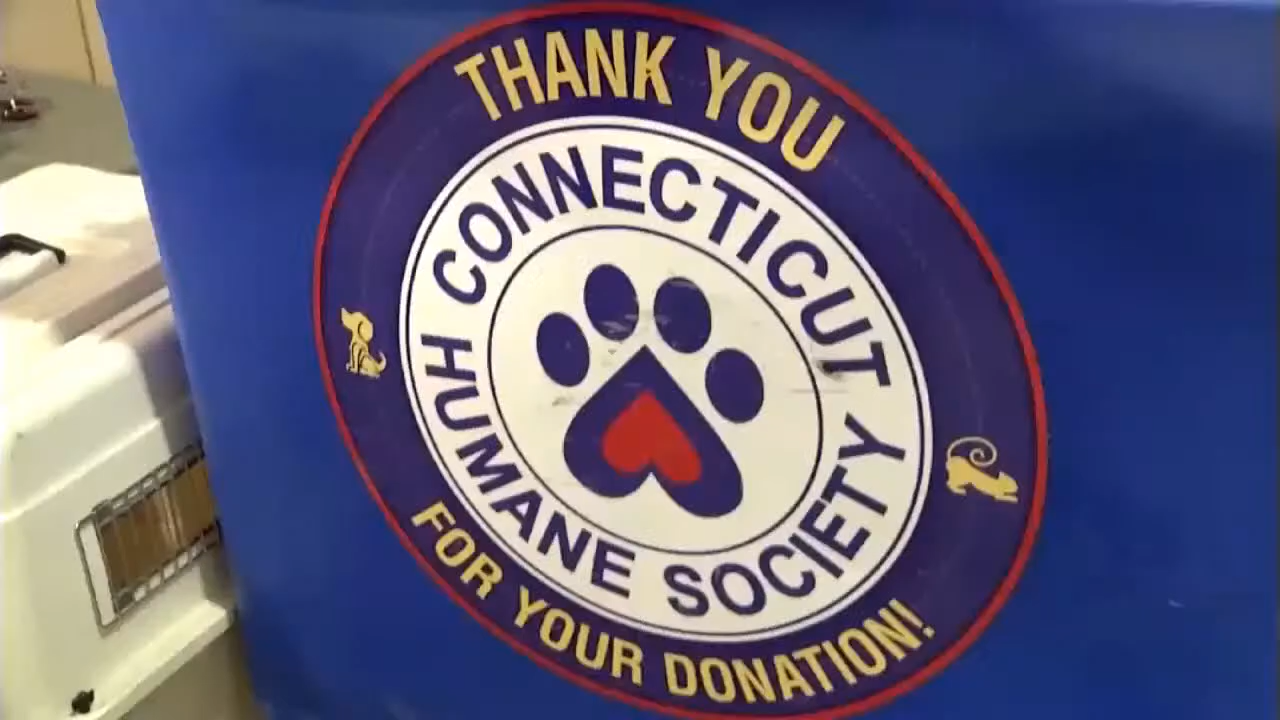 THANK YOU
CONNECTICUT
HUMANE SOCIETY
FOR YOUR DONATION!